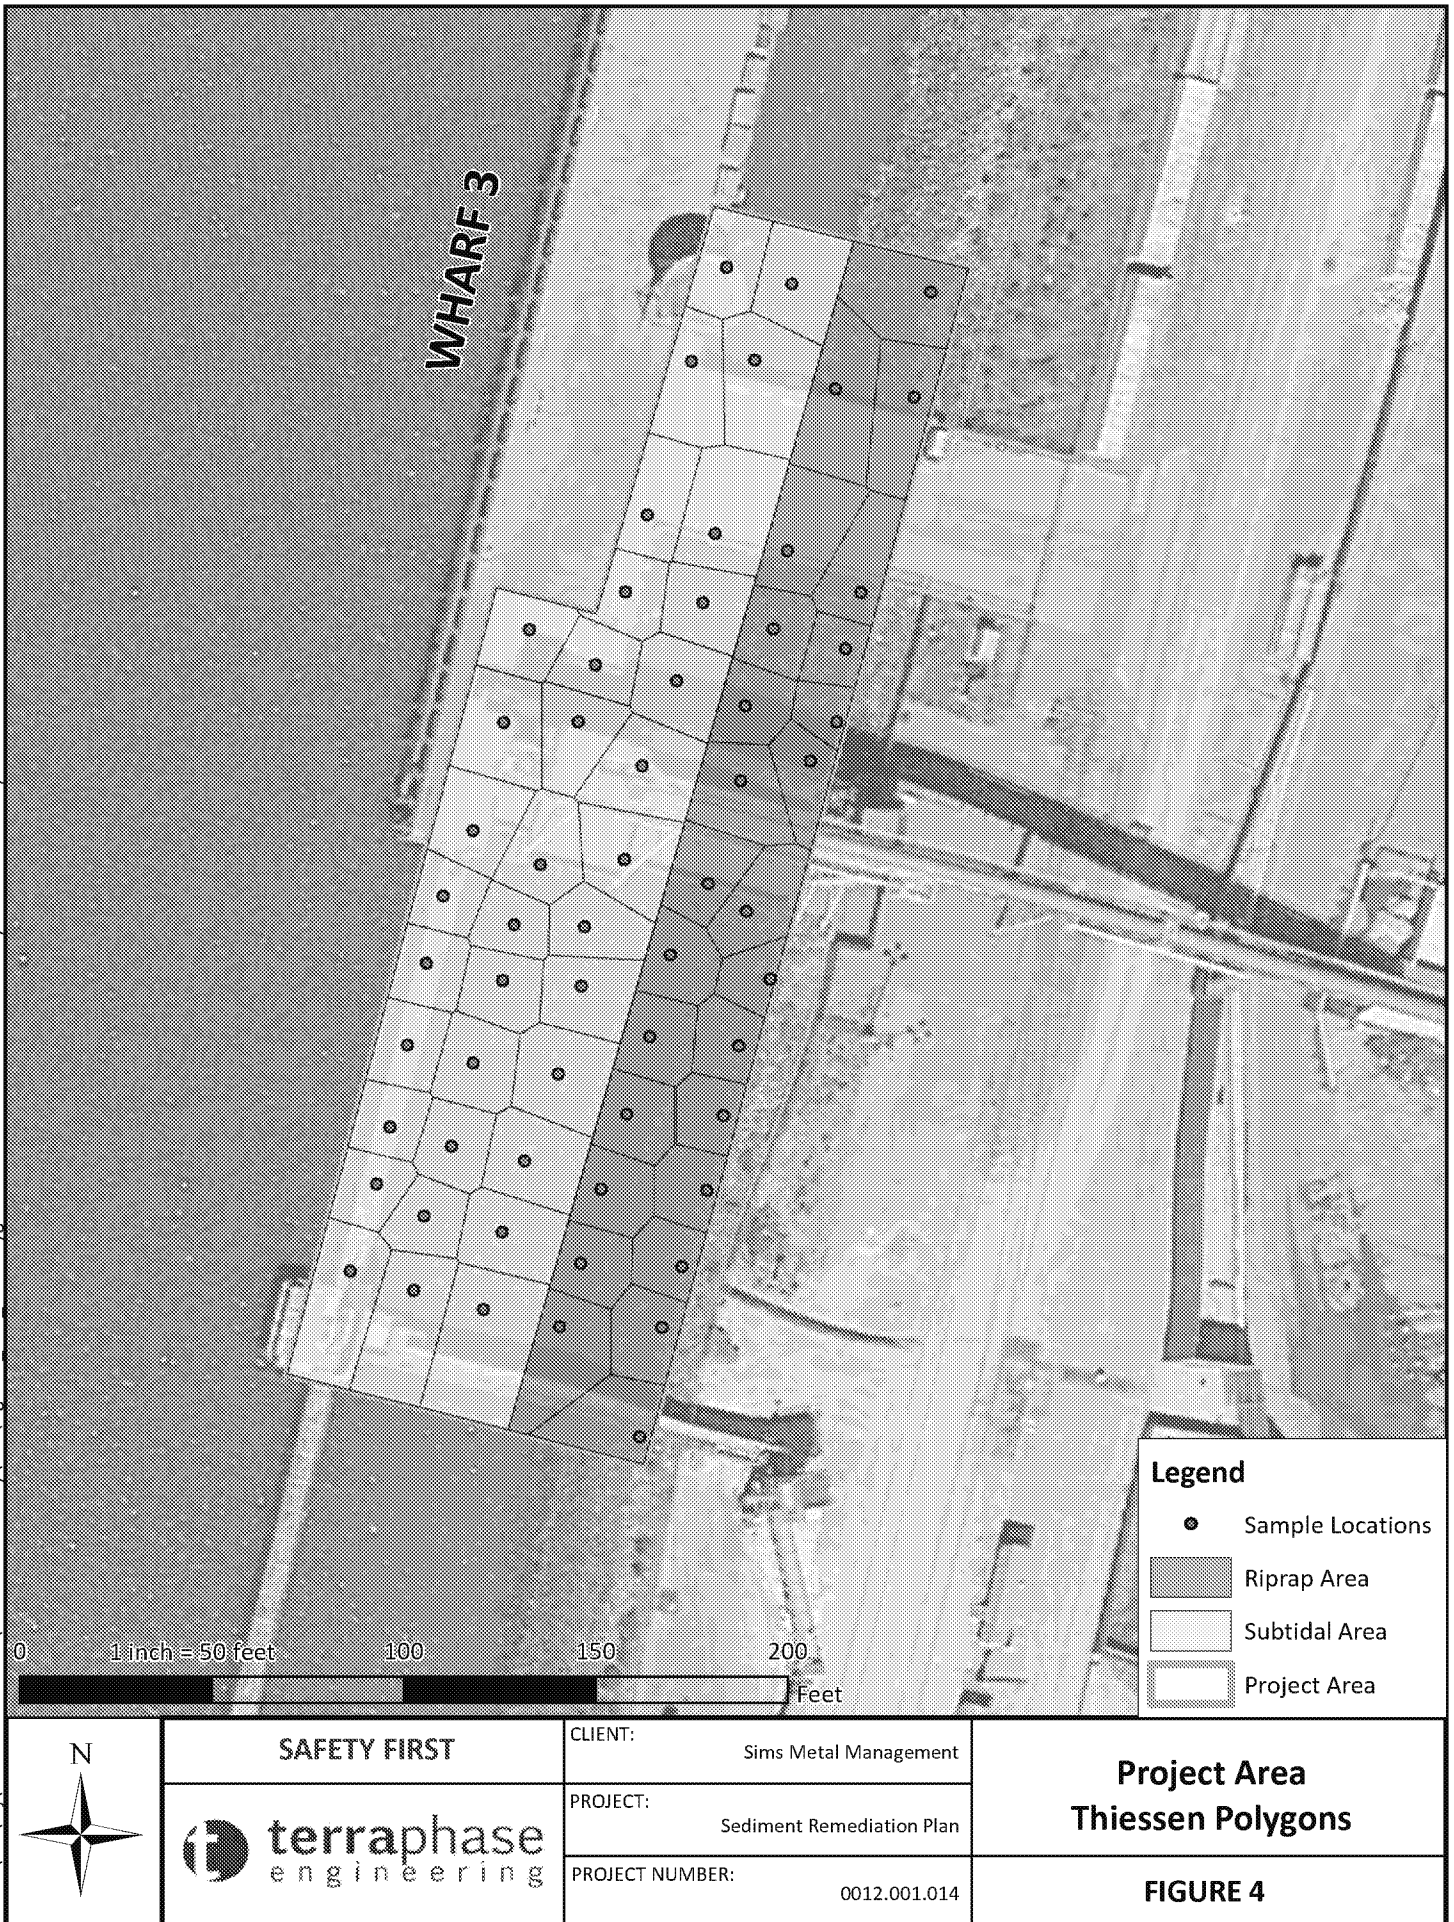 WHARF 3
Legend
Sample Locations
Riprap Area
Subtidal Area
Project Area
0 1 inch = 50 feet 100 150 200
Feet
N
SAFETY FIRST
terraphase
engineering
CLIENT:
Sims Metal Management
PROJECT:
Sediment Remediation Plan
PROJECT NUMBER:
0012.001.014
Project Area
Thiessen Polygons
FIGURE 4